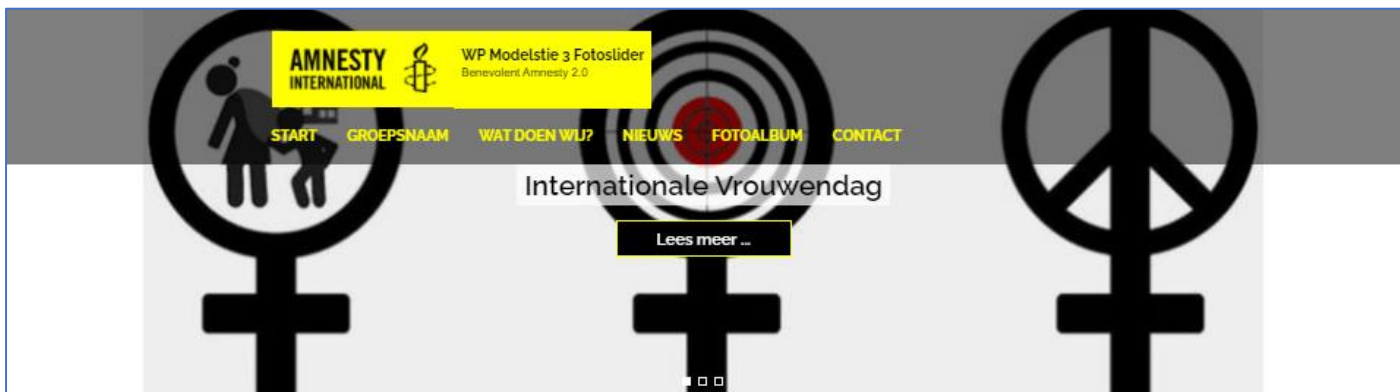 AMNESTY
INTERNATIONAL
WP Modelstie 3 Fotoslider
Benevolent Amnesty 2.0
START GROEPSNAAM WAT DOEN WIJ? NIEUWS FOTOALBUM CONTACT
Internationale Vrouwendag
Lees meer ...